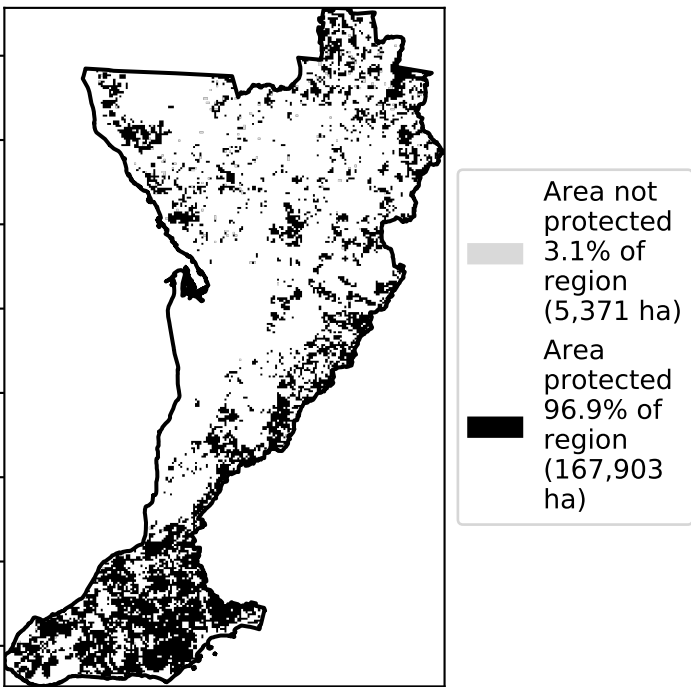 Area not
protected
3.1% of
region
(5,371 ha)
Area
protected
96.9% of
region
(167,903
ha)